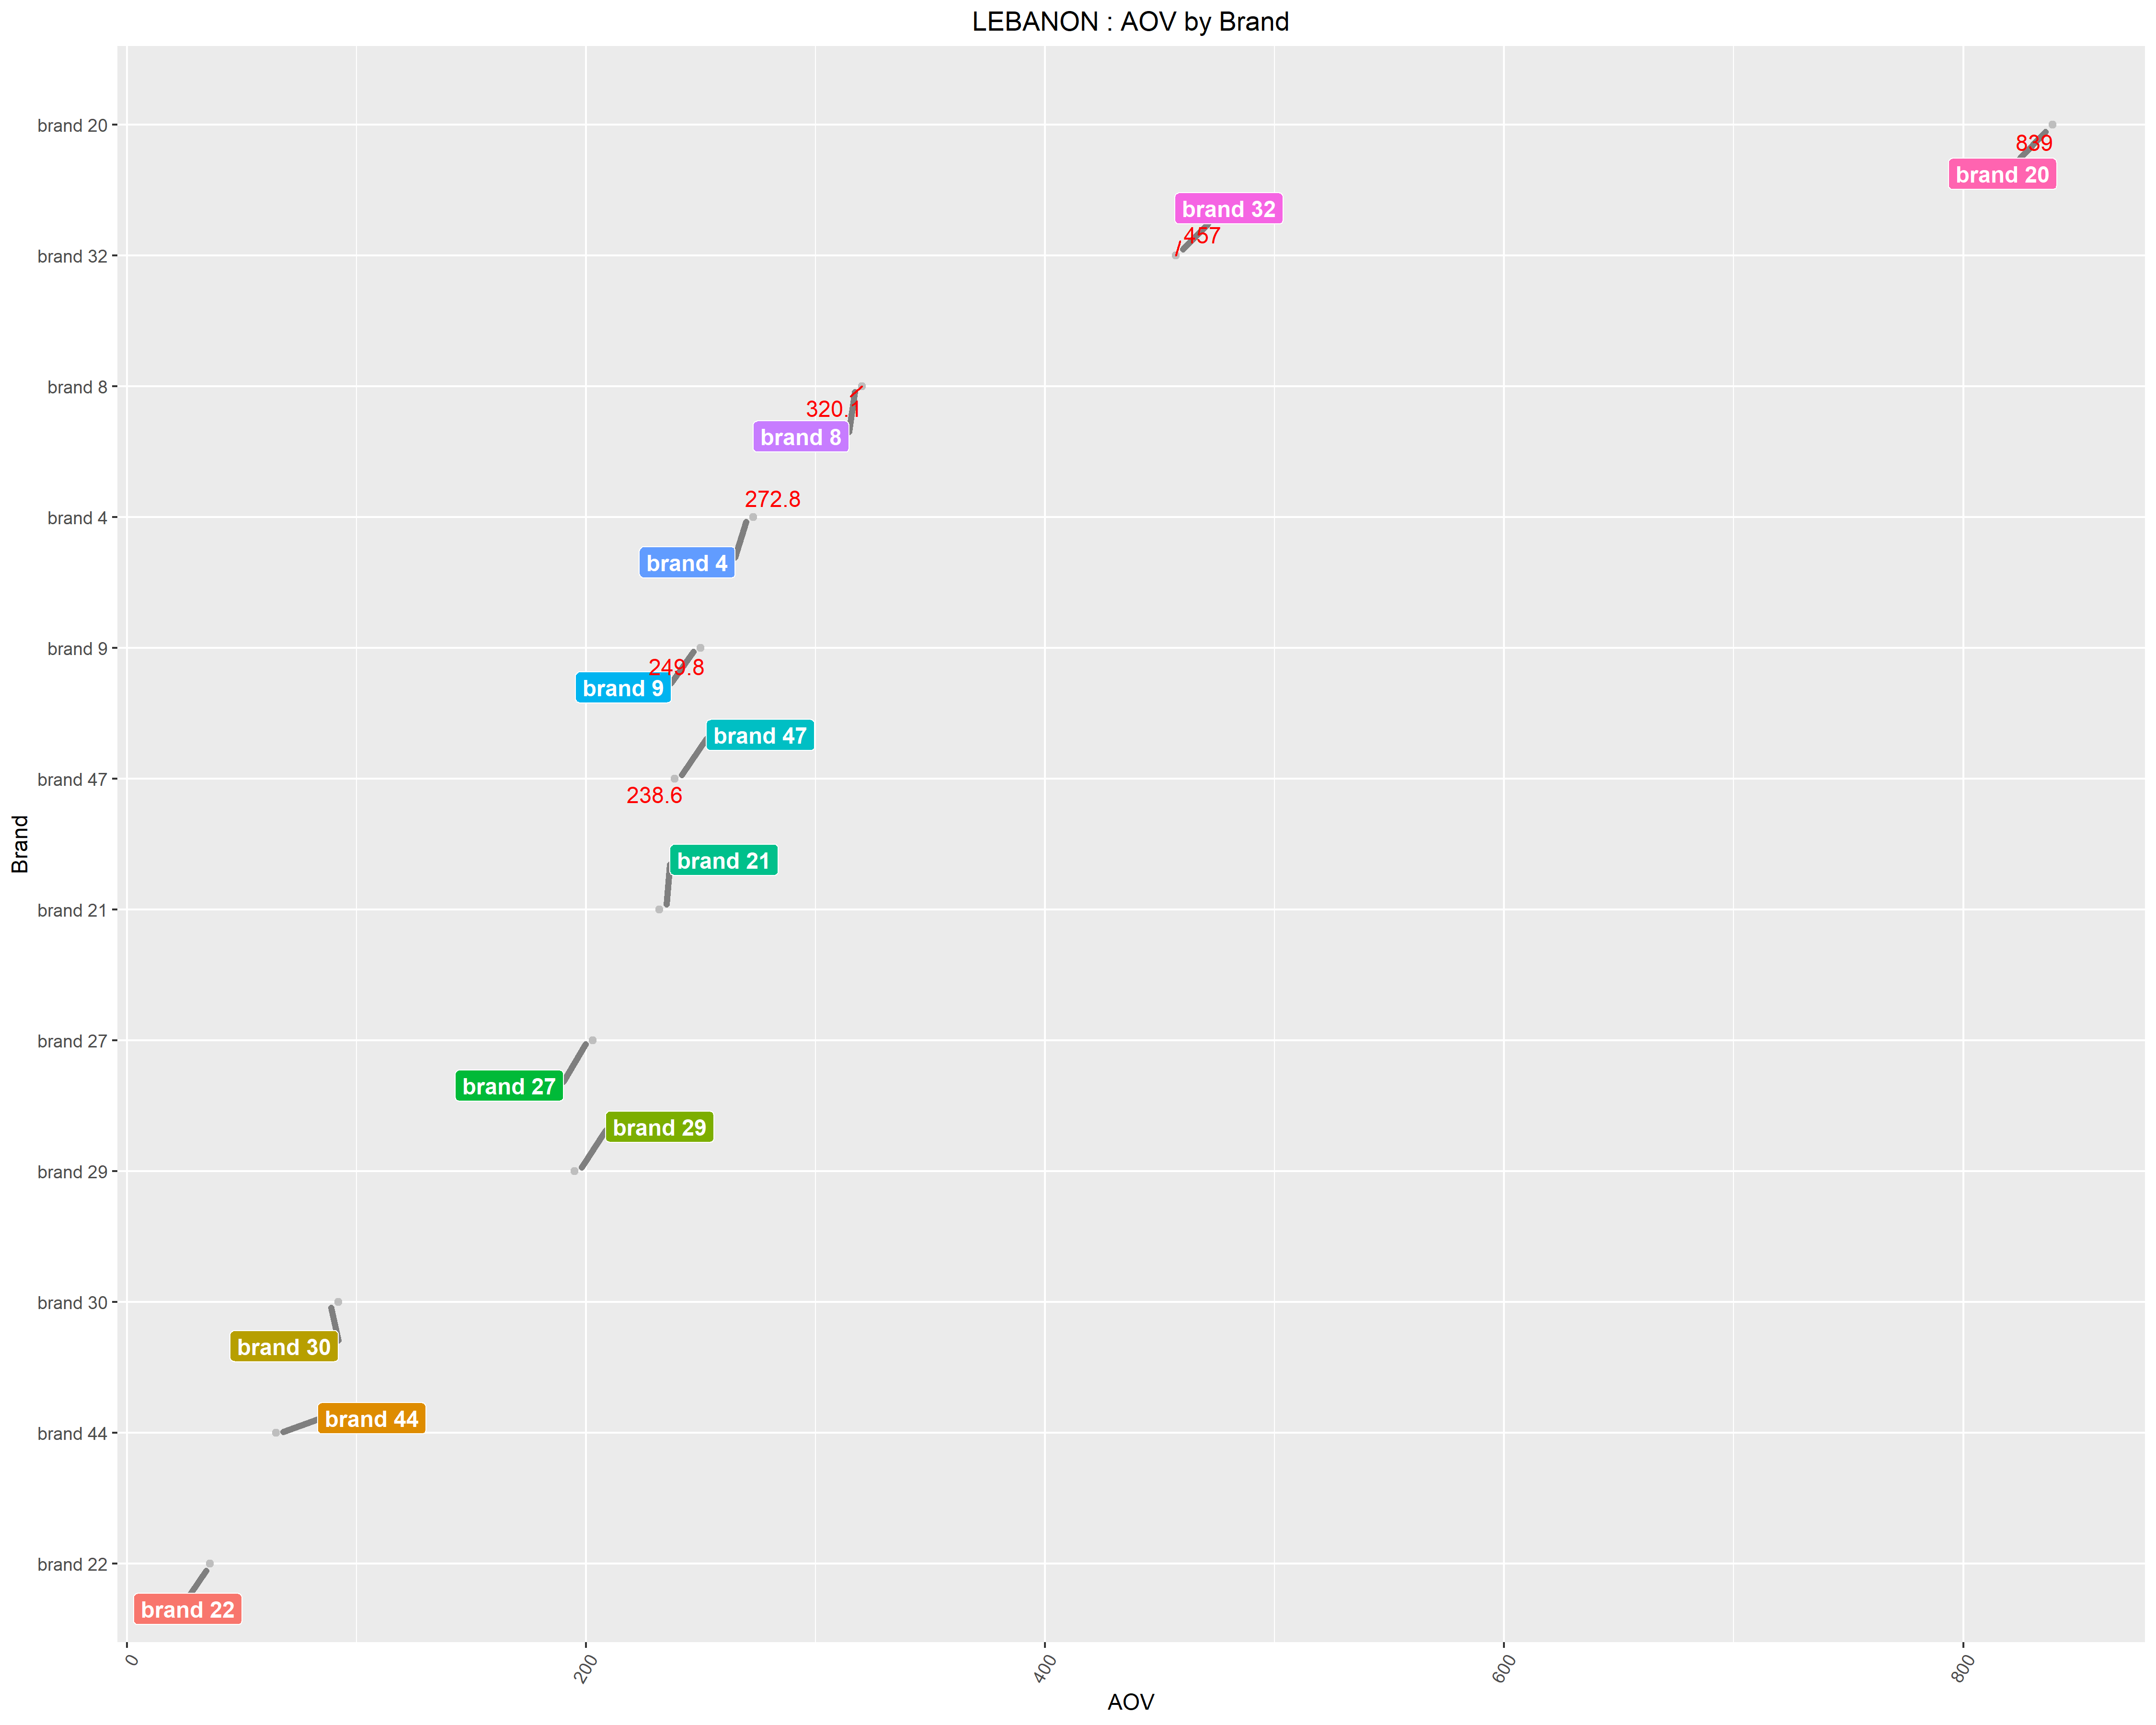 LEBANON : AOV by Brand
brand 20
839
brand 20
brand 32
457
brand 32
brand 8
320.1
brand 8
272.8
brand 4
brand 4
brand 9
249.8
brand 9
brand 47
brand 47
238.6
brand 21
brand 21
brand 27
brand 27
brand 29
brand 29
brand 30
brand 30
brand 44
brand 44
brand 22
brand 22
Brand
0 200 400 600 800
AOV